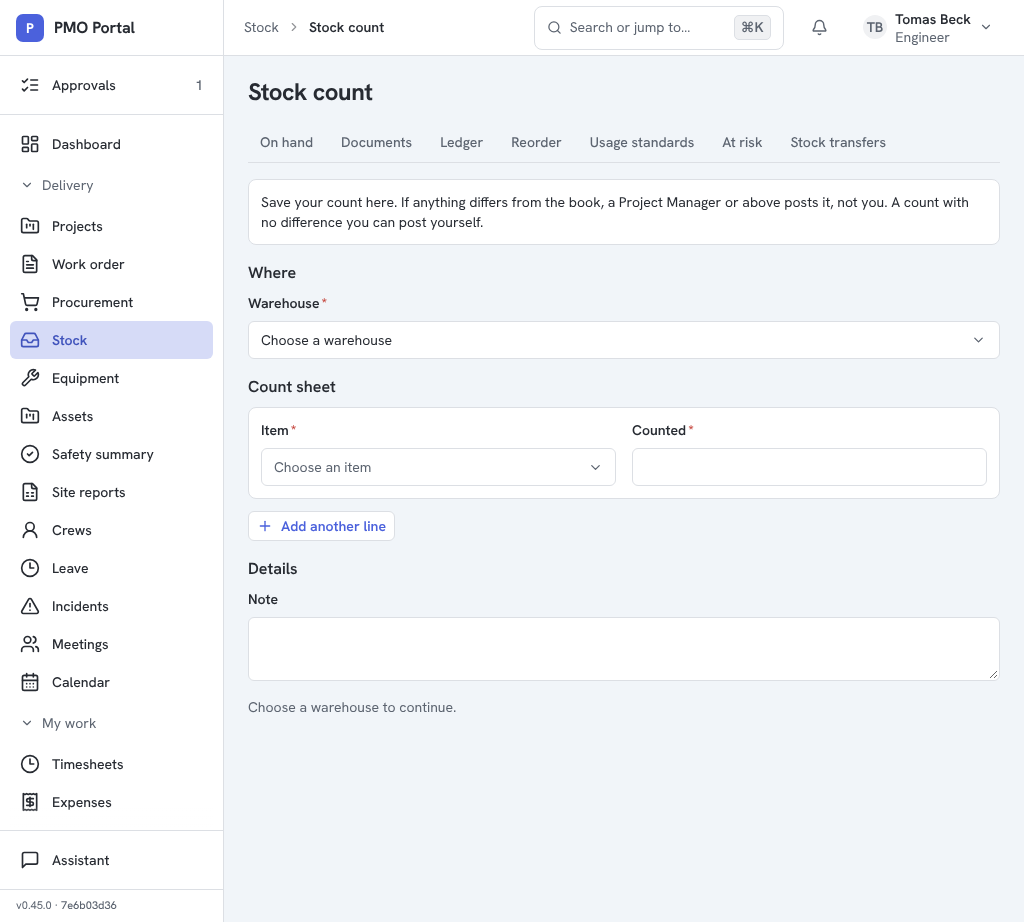 P PMO Portal
Stock > Stock count
Search or jump to... ⌘K
TB Tomas Beck
Engineer
Approvals 1
Dashboard
Delivery
Projects
Work order
Procurement
Stock
Equipment
Assets
Safety summary
Site reports
Crews
Leave
Incidents
Meetings
Calendar
My work
Timesheets
Expenses
Assistant
v0.45.0 · 7e6b03d36
Stock count
On hand Documents Ledger Reorder Usage standards At risk Stock transfers
Save your count here. If anything differs from the book, a Project Manager or above posts it, not you. A count with
no difference you can post yourself.
Where
Warehouse *
Choose a warehouse
Count sheet
Item * Counted *
Choose an item
+ Add another line
Details
Note
Choose a warehouse to continue.